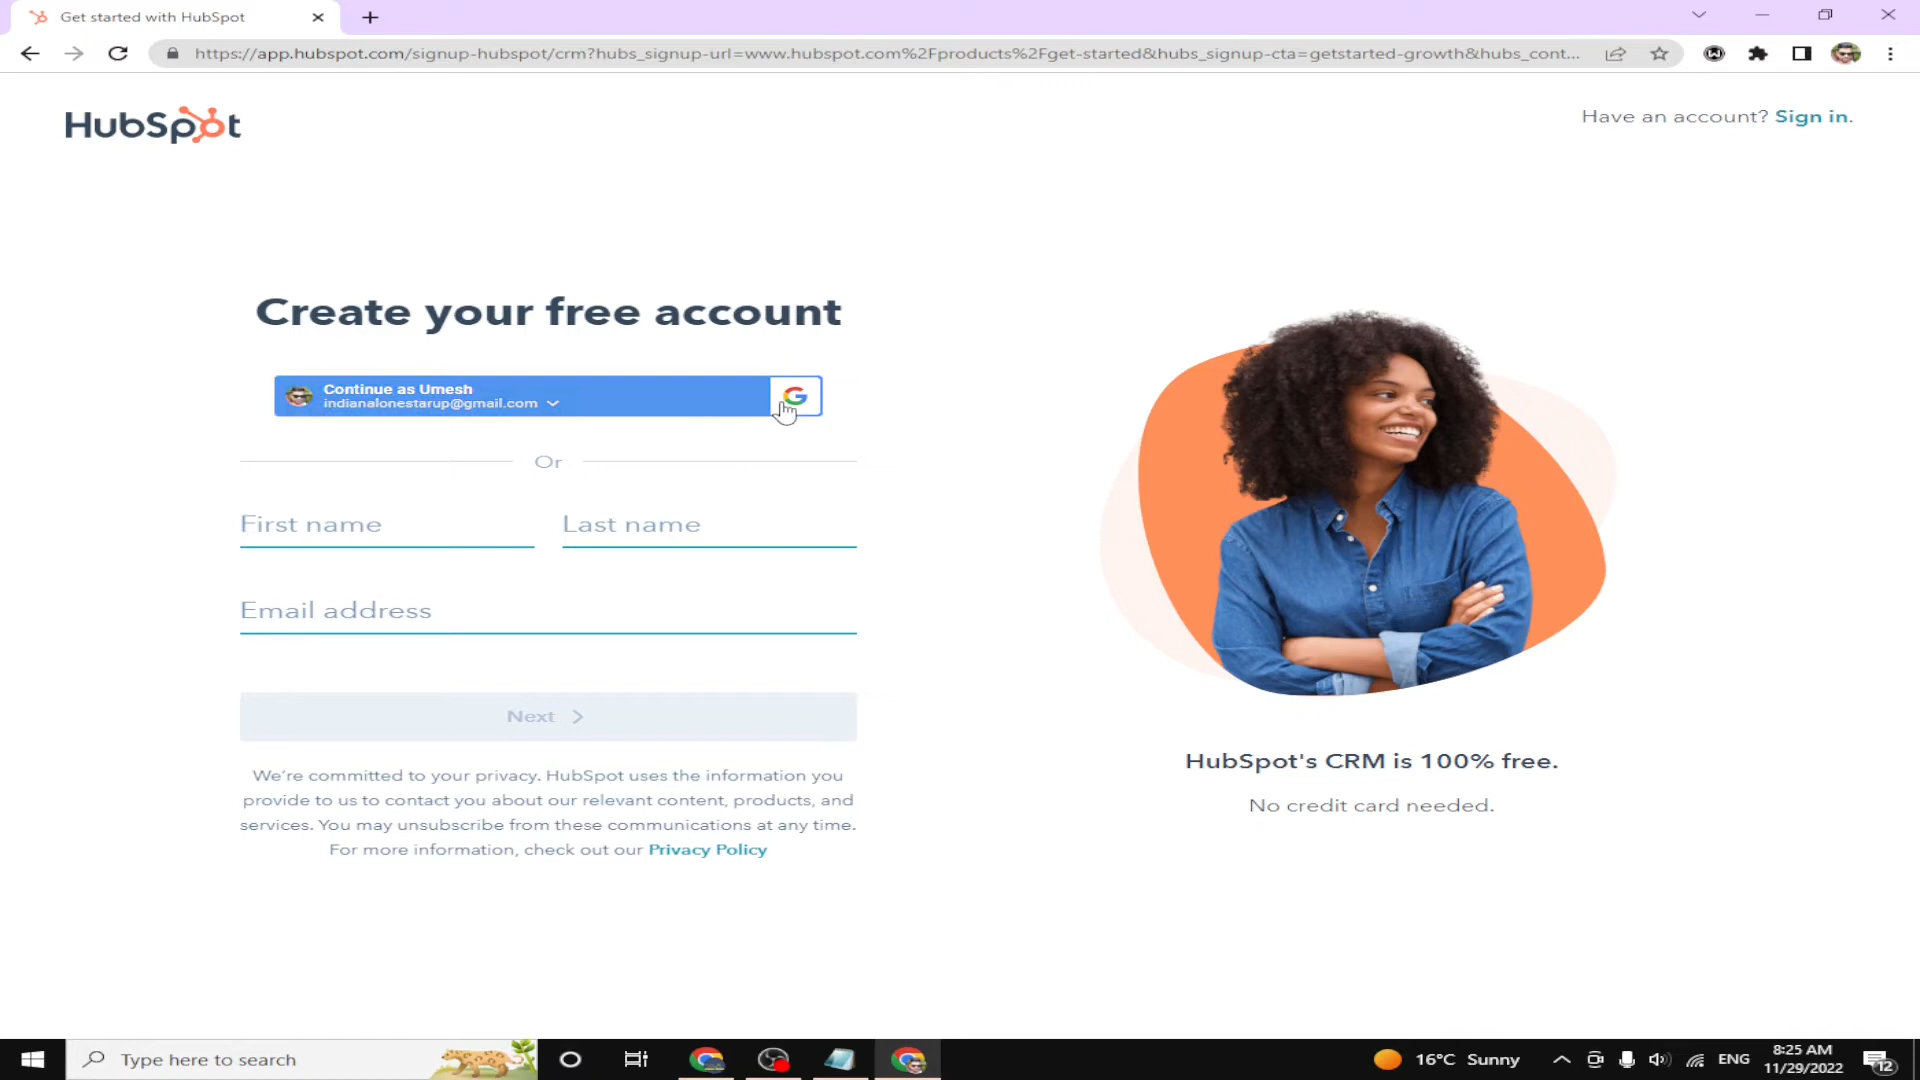 Get started with HubSpot
https://app.hubspot.com/signup-hubspot/crm?hubs_signup-url=www.hubspot.com%2Fproducts%2Fget-started&hubs_signup-cta=getstarted-growth&hubs_cont...
HubSpot
Have an account? Sign in.
Create your free account
Continue as Umesh
indianalonestarup@gmail.com
Or
First name
Last name
Email address
Next
We're committed to your privacy. HubSpot uses the information you
provide to us to contact you about our relevant content, products, and
services. You may unsubscribe from these communications at any time.
For more information, check out our Privacy Policy
HubSpot's CRM is 100% free.
No credit card needed.
Type here to search
16°C Sunny
ENG
8:25 AM
11/29/2022
12